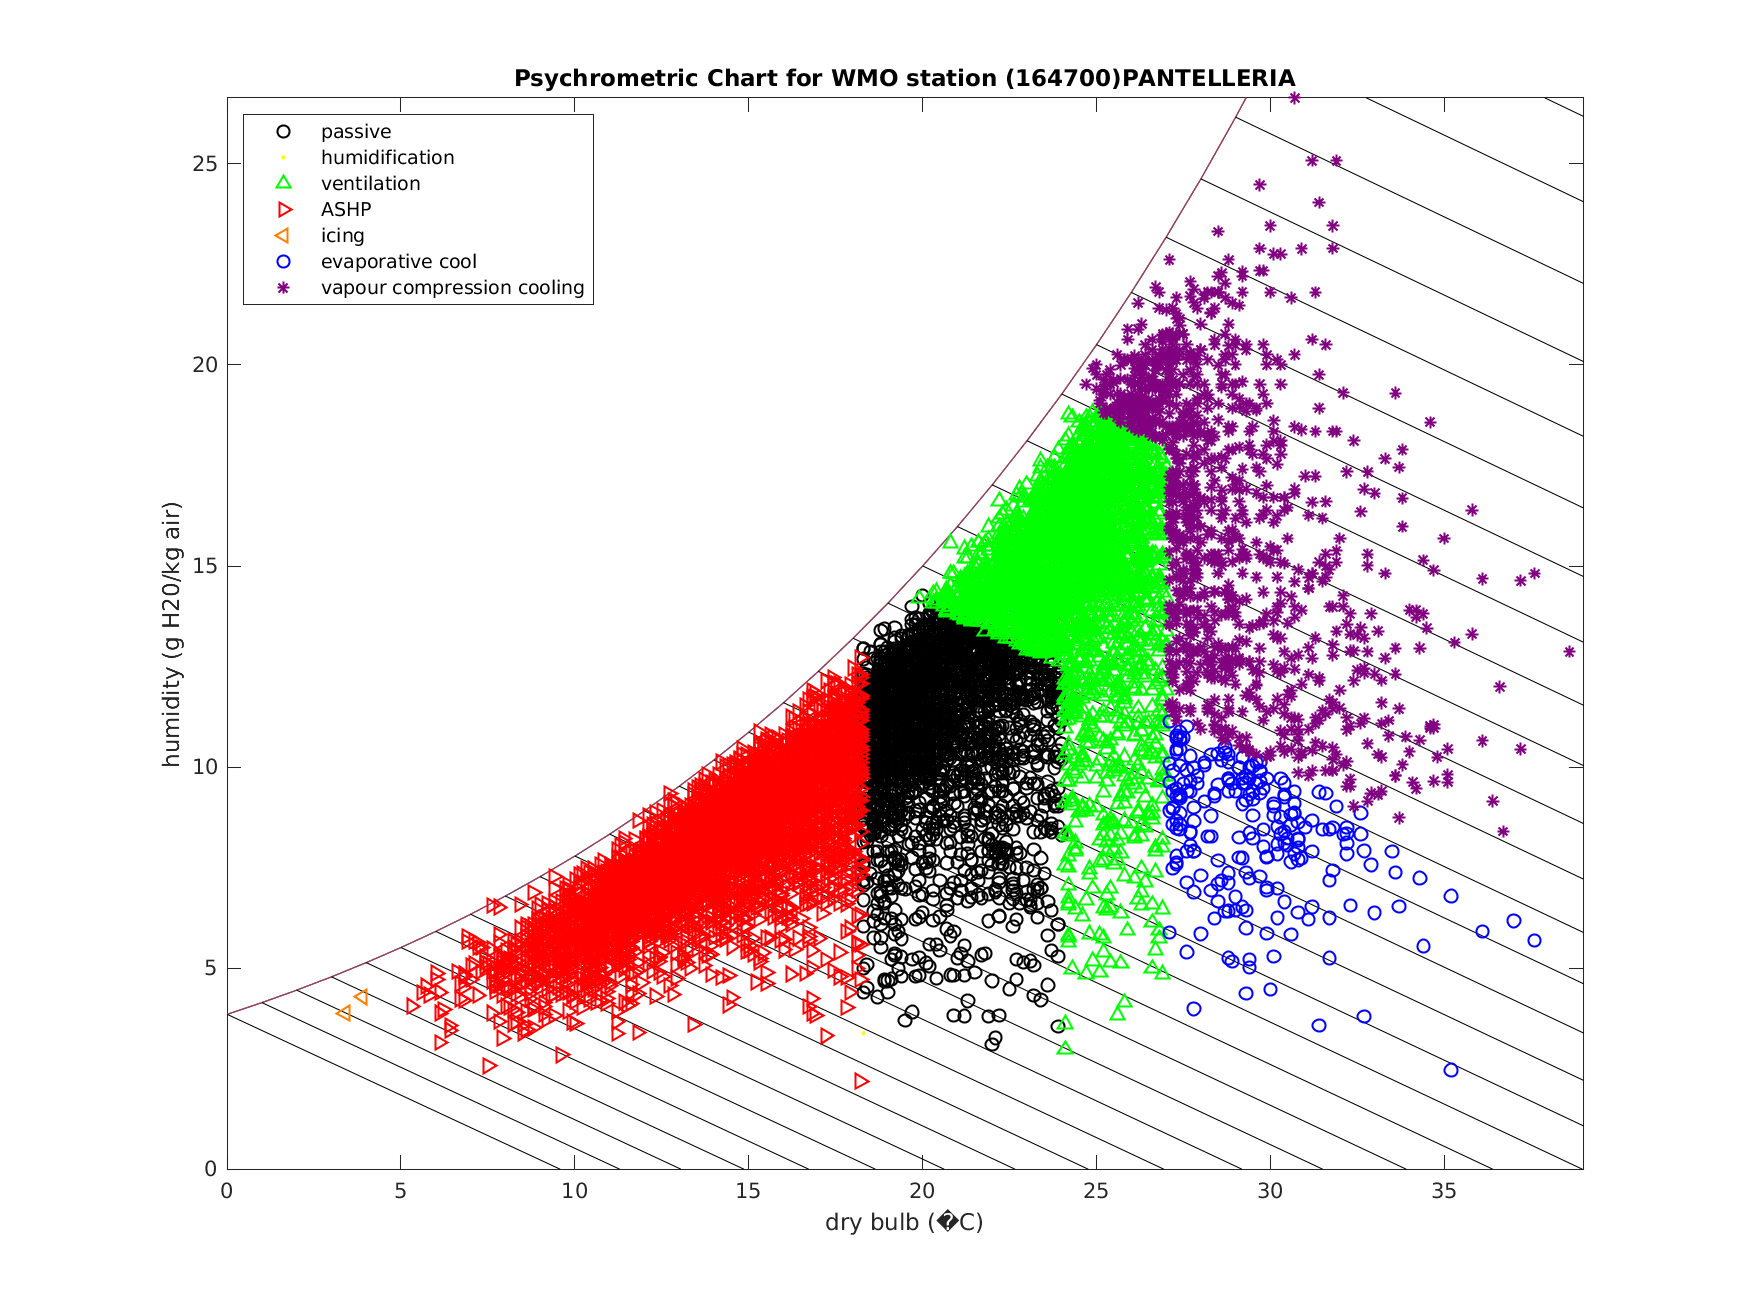 Psychrometric Chart for WMO station (164700)PANTELLERIA
passive
humidification
ventilation
ASHP
icing
evaporative cool
vapour compression cooling
25
20
15
10
5
0
humidity (g H20/kg air)
0 5 10 15 20 25 30 35
dry bulb (�C)